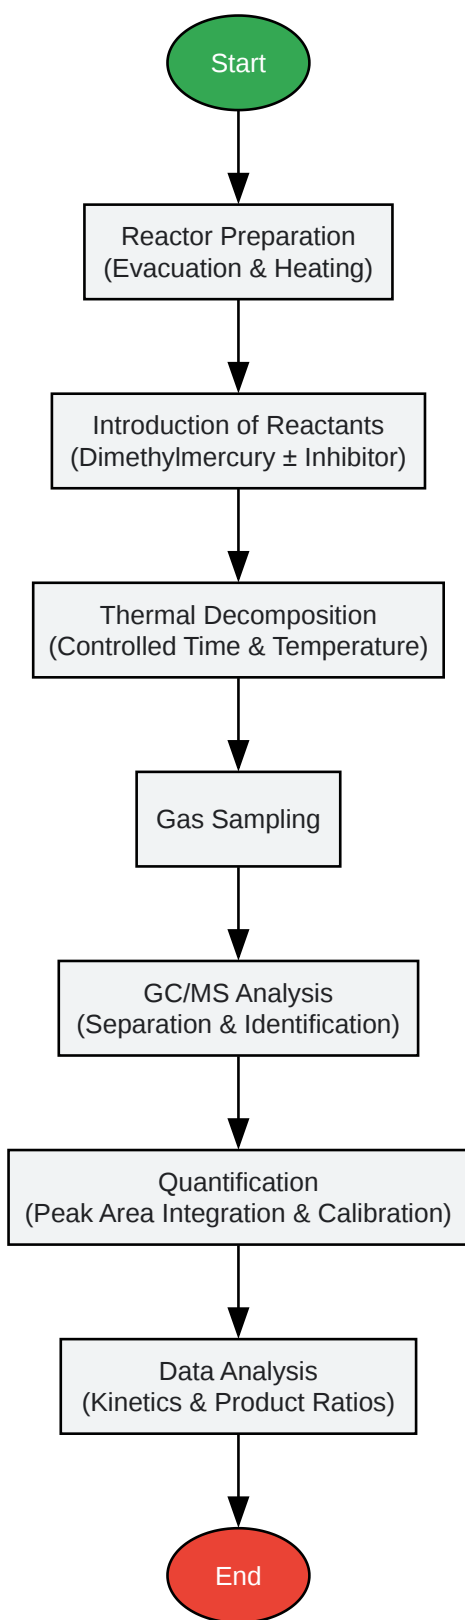 Start
Reactor Preparation
(Evacuation & Heating)
Introduction of Reactants
(Dimethylmercury ± Inhibitor)
Thermal Decomposition
(Controlled Time & Temperature)
Gas Sampling
GC/MS Analysis
(Separation & Identification)
Quantification
(Peak Area Integration & Calibration)
Data Analysis
(Kinetics & Product Ratios)
End